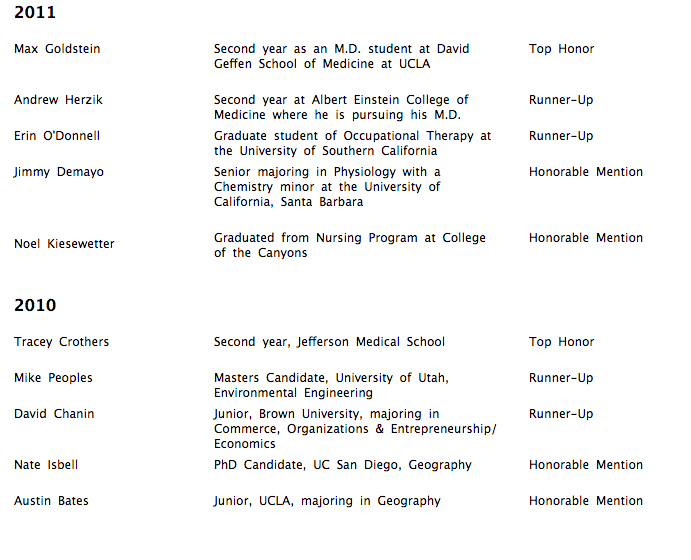 2011
Max Goldstein Second year as an M.D. student at David Top Honor
Geffen School of Medicine at UCLA
Andrew Herzik Second year at Albert Einstein College of Runner-Up
Medicine where he is pursuing his M.D.
Erin O'Donnell Graduate student of Occupational Therapy at Runner-Up
the University of Southern California
Jimmy Demayo Senior majoring in Physiology with a Honorable Mention
Chemistry minor at the University of
California, Santa Barbara
Noel Kiesewetter Graduated from Nursing Program at College Honorable Mention
of the Canyons
2010
Tracey Crothers Second year, Jefferson Medical School Top Honor
Mike Peoples Masters Candidate, University of Utah, Runner-Up
Environmental Engineering
David Chanin Junior, Brown University, majoring in Runner-Up
Commerce, Organizations & Entrepreneurship/
Economics
Nate Isbell PhD Candidate, UC San Diego, Geography Honorable Mention
Austin Bates Junior, UCLA, majoring in Geography Honorable Mention